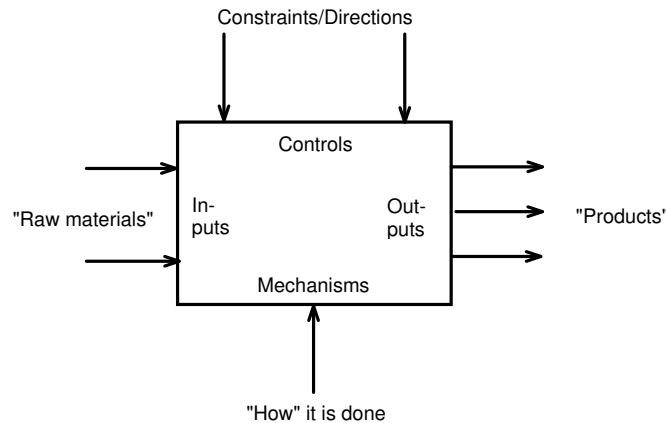 Constraints/Directions
Controls
"Raw materials"
In-
puts
Out-
puts
"Products'
Mechanisms
"How" it is done